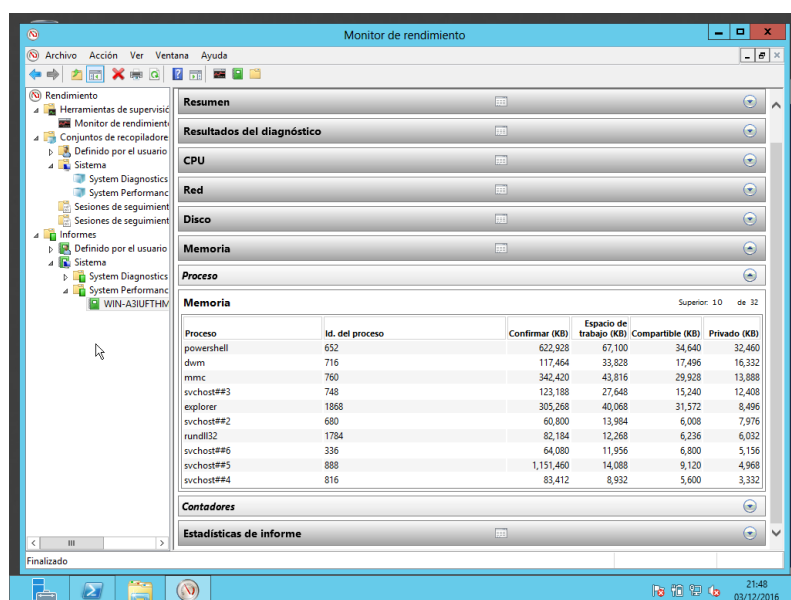 Monitor de rendimiento
Archivo Acción Ver Ventana Ayuda
Rendimiento
Herramientas de supervisió
Monitor de rendimient
Conjuntos de recopiladore
Definido por el usuario
Sistema
System Diagnostics
System Performanc
Sesiones de seguimient
Sesiones de seguimient
Informes
Definido por el usuario
Sistema
System Diagnostics
System Performanc
WIN-A3IUFTHM
Resumen
Resultados del diagnóstico
CPU
Red
Disco
Memoria
Proceso
Memoria Superior: 10 de 32
Proceso Id. del proceso Confirmar (KB) Espacio de trabajo (KB) Compartible (KB) Privado (KB)
powershell 652 622,928 67,100 34,640 32,460
dwm 716 117,464 33,828 17,496 16,332
mmc 760 342,420 43,816 29,928 13,888
svchost##3 748 123,188 27,648 15,240 12,408
explorer 1868 305,268 40,068 31,572 8,496
svchost##2 680 60,800 13,984 6,008 7,976
rundll32 1784 82,184 12,268 6,236 6,032
svchost##6 336 64,080 11,956 6,800 5,156
svchost##5 888 1,151,460 14,088 9,120 4,968
svchost##4 816 83,412 8,932 5,600 3,332
Contadores
Estadísticas de informe
Finalizado
21:48
03/12/2016